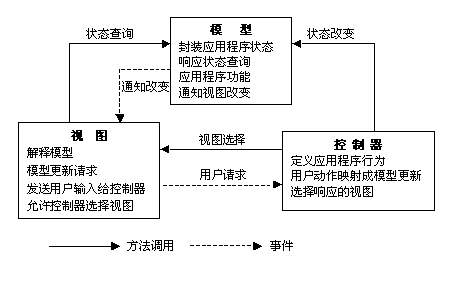 模 型
封装应用程序状态
响应状态查询
应用程序功能
通知视图改变
状态查询
状态改变
通知改变
视 图
解释模型
模型更新请求
发送用户输入给控制器
允许控制器选择视图
视图选择
用户请求
控 制 器
定义应用程序行为
用户动作映射成模型更新
选择响应的视图
方法调用
事件